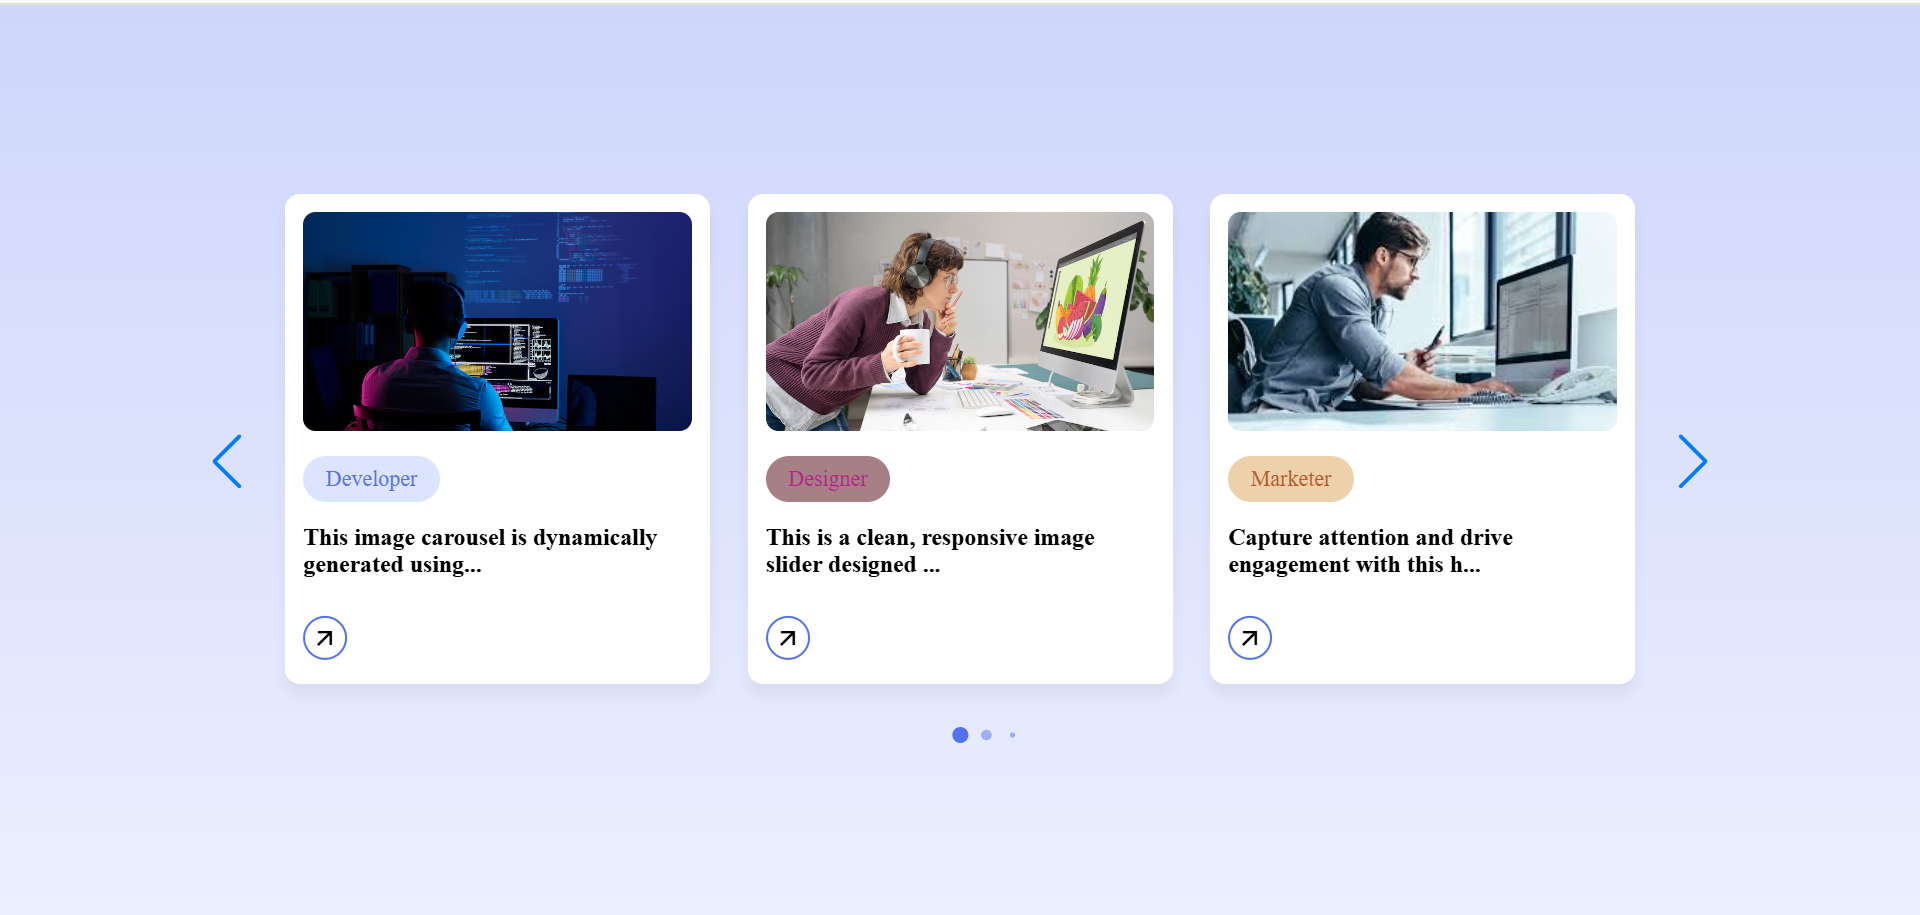 Developer
This image carousel is dynamically
generated using...
Designer
This is a clean, responsive image
slider designed ...
Marketer
Capture attention and drive
engagement with this h...